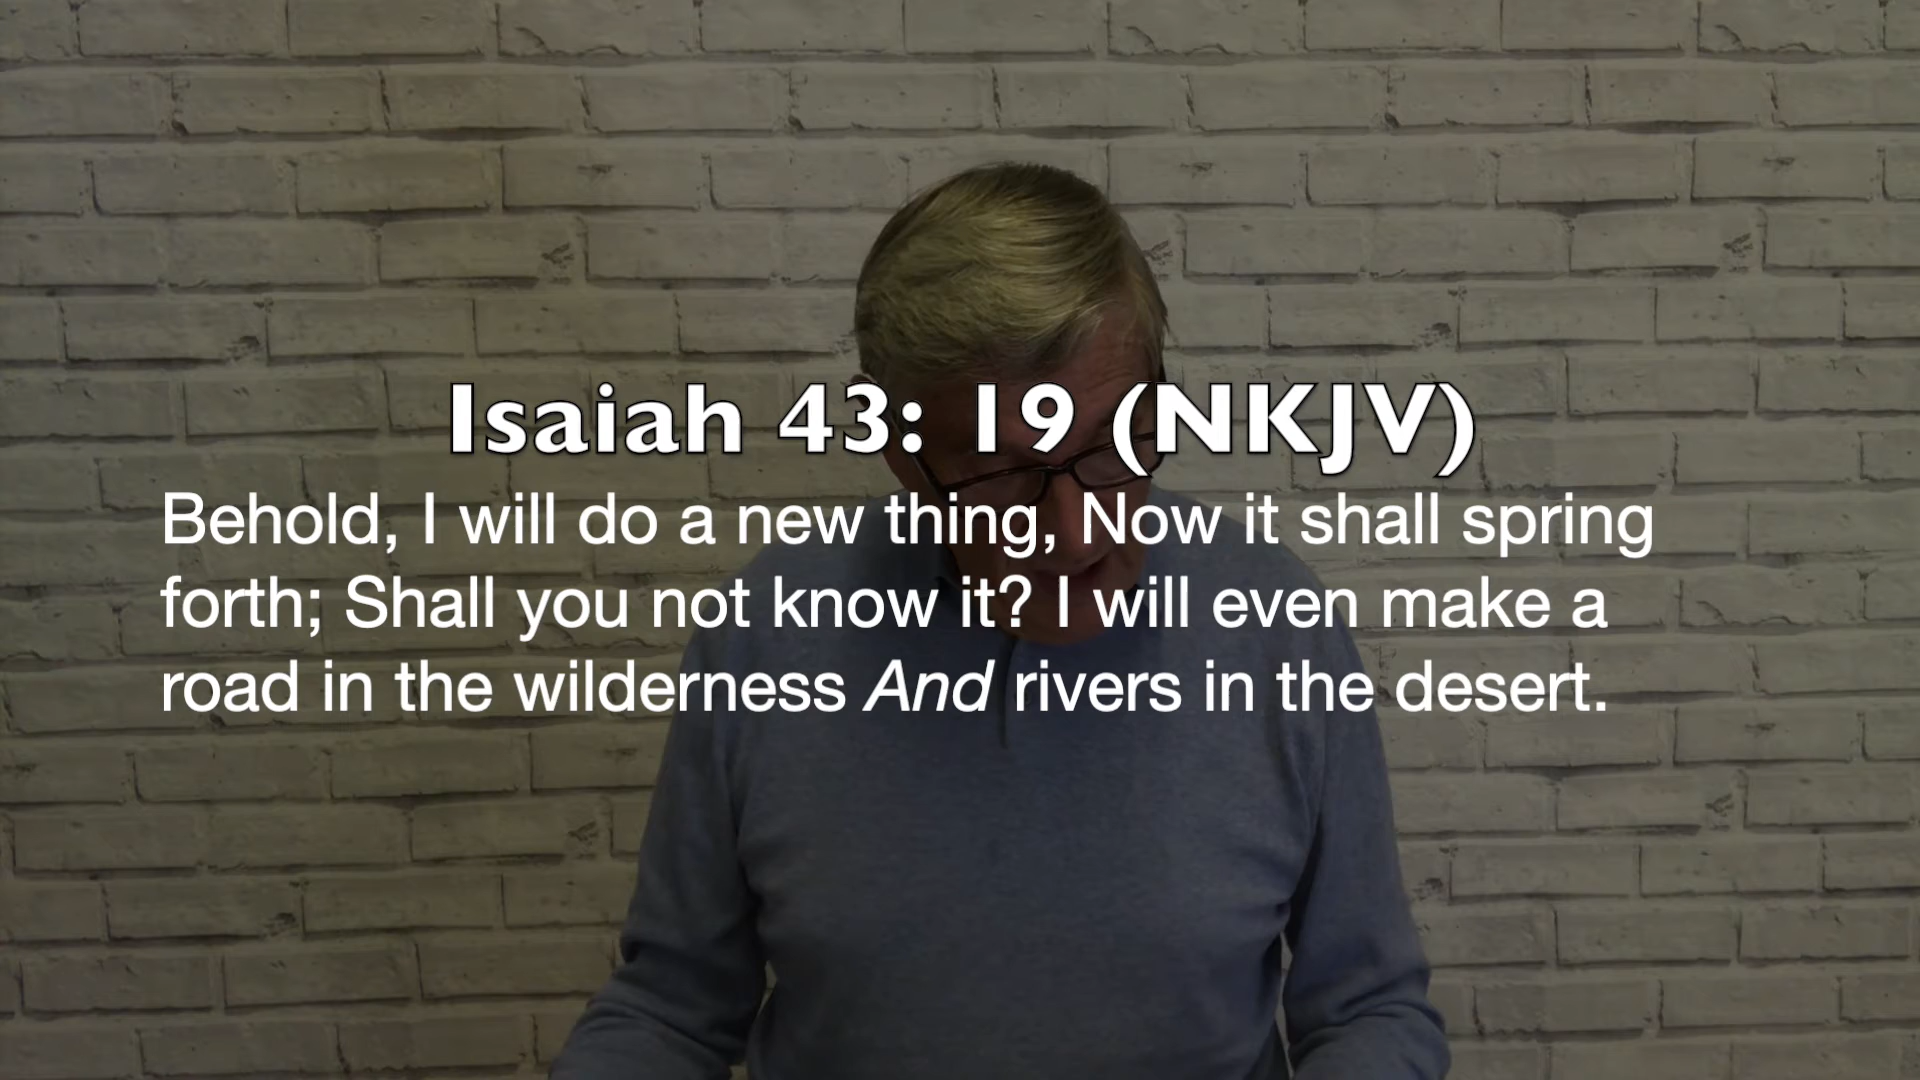 Isaiah 43: 19 (NKJV)
Behold, I will do a new thing, Now it shall spring
forth; Shall you not know it? I will even make a
road in the wilderness And rivers in the desert.